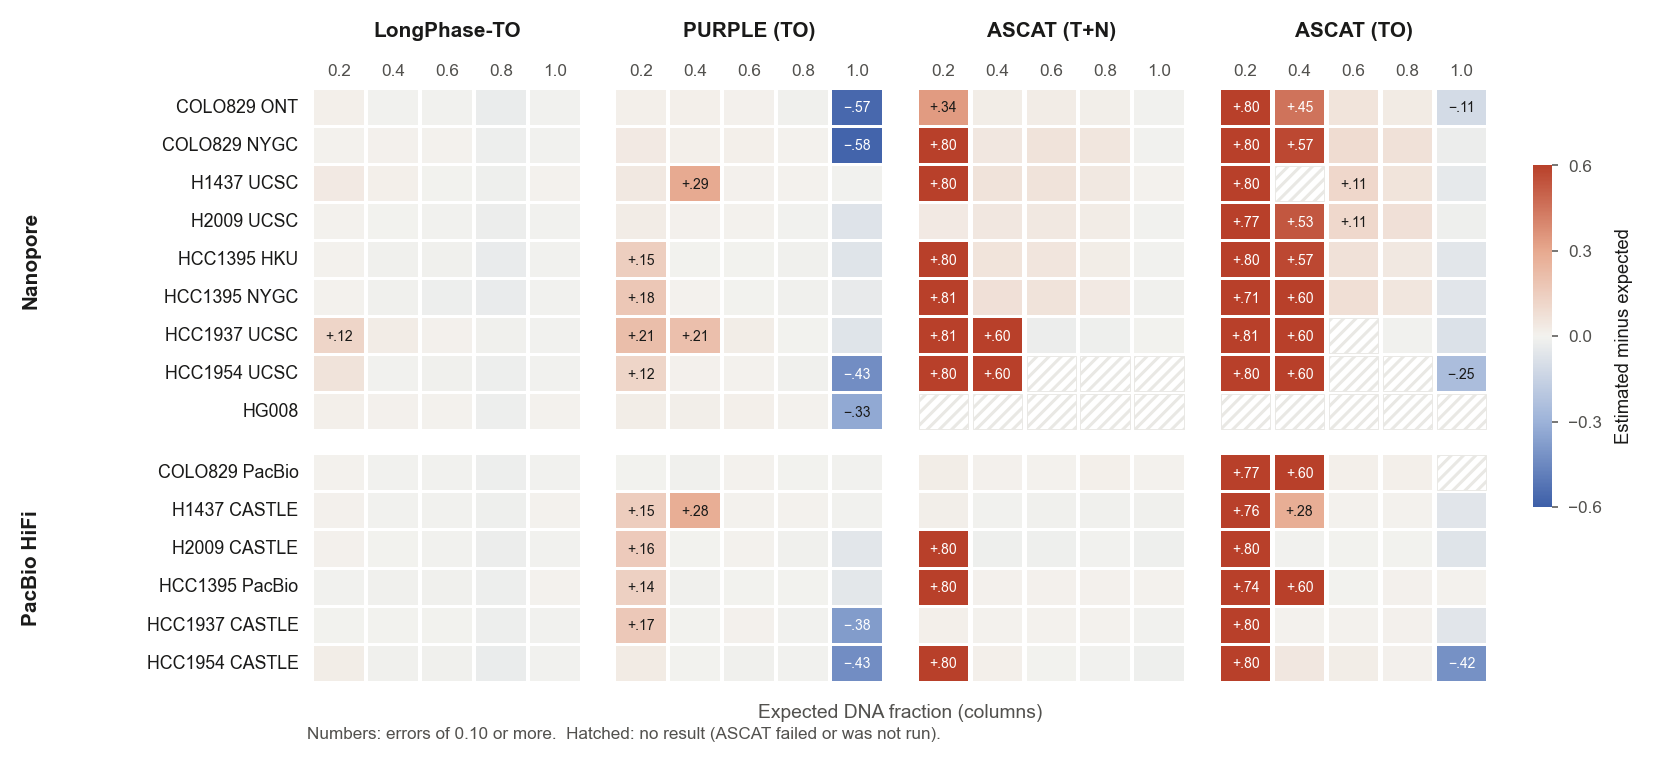 LongPhase-TO PURPLE (TO) ASCAT (T+N) ASCAT (TO)
0.2 0.4 0.6 0.8 1.0 0.2 0.4 0.6 0.8 1.0 0.2 0.4 0.6 0.8 1.0 0.2 0.4 0.6 0.8 1.0
Nanopore
COLO829 ONT −.57 +.34 +.80 +.45 −.11
COLO829 NYGC −.58 +.80 +.80 +.57
H1437 UCSC +.29 +.80 +.80 +.11
H2009 UCSC +.77 +.53 +.11
HCC1395 HKU +.15 +.80 +.80 +.57
HCC1395 NYGC +.18 +.81 +.71 +.60
HCC1937 UCSC +.12 +.21 +.21 +.81 +.60 +.81 +.60
HCC1954 UCSC +.12 −.43 +.80 +.60 +.80 +.60 −.25
HG008 −.33
PacBio HiFi
COLO829 PacBio +.77 +.60
H1437 CASTLE +.15 +.28 +.76 +.28
H2009 CASTLE +.16 +.80 +.80
HCC1395 PacBio +.14 +.80 +.74 +.60
HCC1937 CASTLE +.17 −.38 +.80
HCC1954 CASTLE −.43 +.80 +.80 −.42
Expected DNA fraction (columns)
Numbers: errors of 0.10 or more. Hatched: no result (ASCAT failed or was not run).
0.6
0.3
0.0
−0.3
−0.6
Estimated minus expected